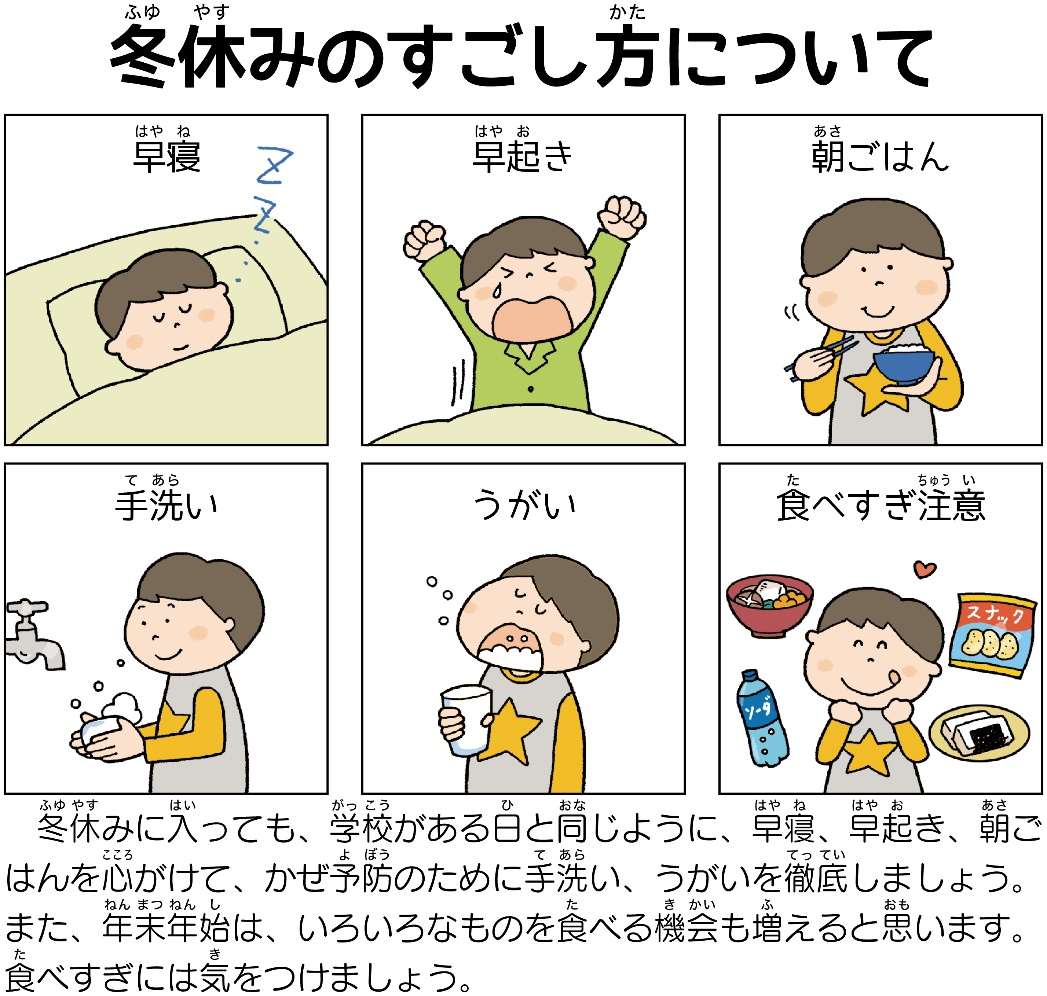 冬休みのすごし方について
早寝
早起き
朝ごはん
手洗い
うがい
食べすぎ注意
スナック
ソーダ
冬休みに入っても、学校がある日と同じように、早寝、早起き、朝ご
はんを心がけて、かぜ予防のために手洗い、うがいを徹底しましょう。
また、年末年始は、いろいろなものを食べる機会も増えると思います。
食べすぎには気をつけましょう。